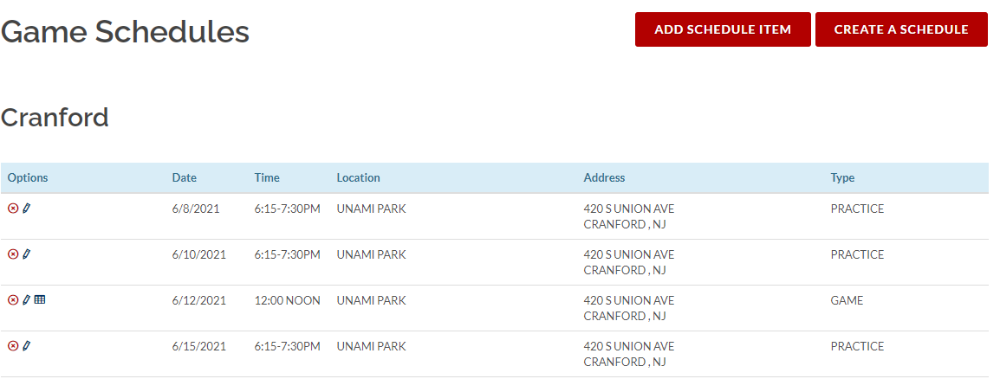 Game Schedules
ADD SCHEDULE ITEM
CREATE A SCHEDULE
Cranford
Options Date Time Location Address Type
6/8/2021 6:15-7:30PM UNAMI PARK 420 S UNION AVE PRACTICE
CRANFORD , NJ
6/10/2021 6:15-7:30PM UNAMI PARK 420 S UNION AVE PRACTICE
CRANFORD , NJ
6/12/2021 12:00 NOON UNAMI PARK 420 S UNION AVE GAME
CRANFORD , NJ
6/15/2021 6:15-7:30PM UNAMI PARK 420 S UNION AVE PRACTICE
CRANFORD , NJ